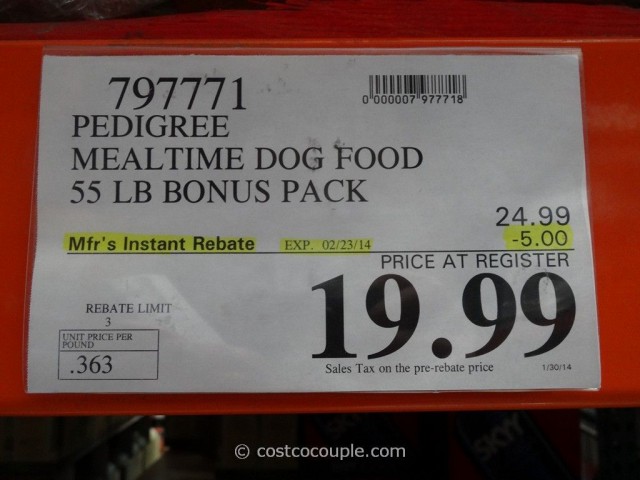 797771
0 000007 977718
PEDIGREE
MEALTIME DOG FOOD
55 LB BONUS PACK
24.99
Mfr's Instant Rebate EXP. 02/23/14 -5.00
PRICE AT REGISTER
19.99
REBATE LIMIT
3
UNIT PRICE PER
POUND
.363
Sales Tax on the pre-rebate price
1/30/14
© costcocouple.com